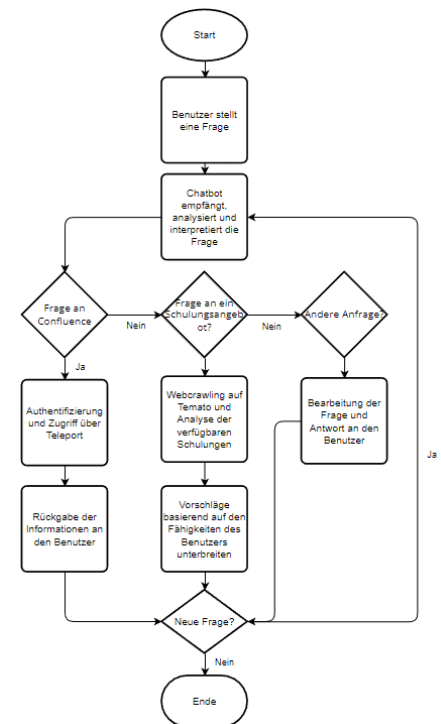 Start
Benutzer stellt
eine Frage
Chatbot
empfängt,
analysiert und
interpretiert die
Frage
Frage an
Confluence
Nein
Frage an ein
Schulungsangeb
ot?
Nein
Andere Anfrage?
Ja
Authentifizierung
und Zugriff über
Teleport
Webcrawling auf
Temato und
Analyse der
verfügbaren
Schulungen
Bearbeitung der
Frage und
Antwort an den
Benutzer
Ja
Rückgabe der
Informationen an
den Benutzer
Vorschläge
basierend auf den
Fähigkeiten des
Benutzers
unterbreiten
Neue Frage?
Nein
Ende